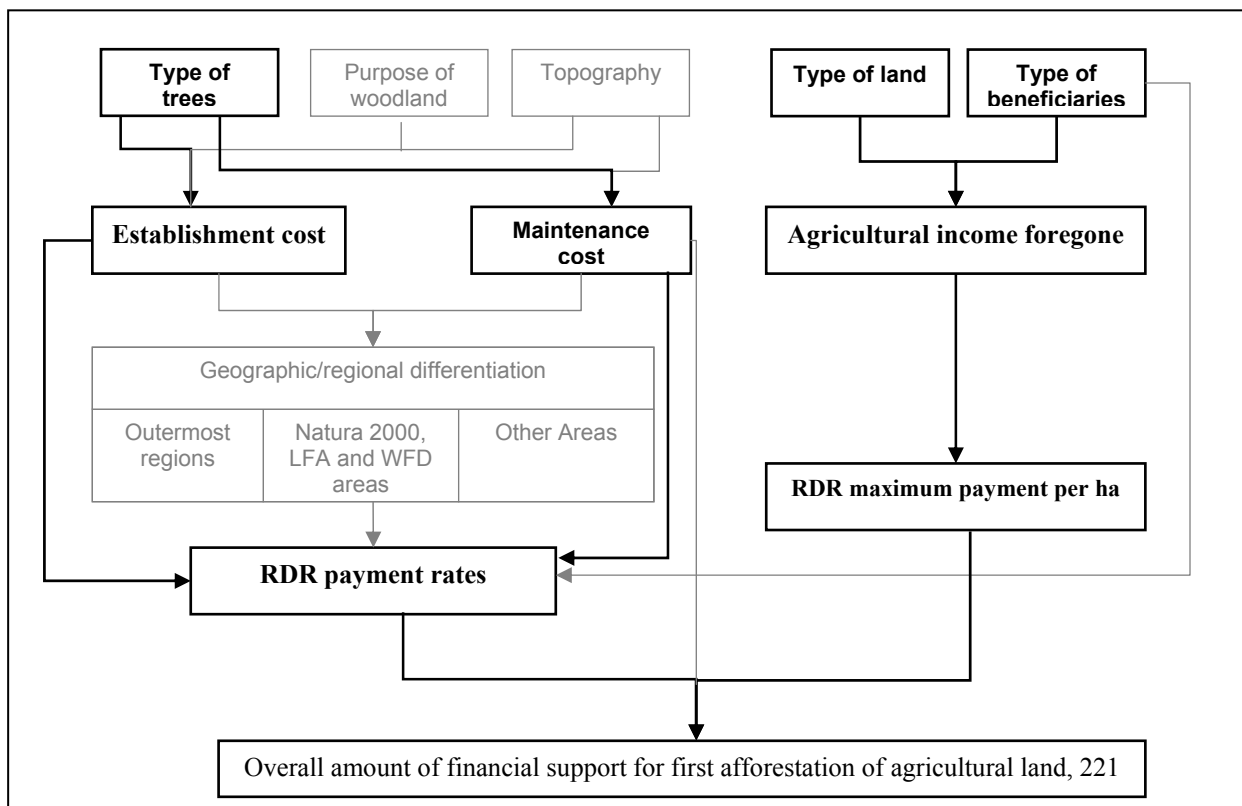 Type of
trees
Purpose of
woodland
Topography
Type of land
Type of
beneficiaries
Establishment cost
Maintenance
cost
Agricultural income foregone
Geographic/regional differentiation
Outermost
regions
Natura 2000,
LFA and WFD
areas
Other Areas
RDR maximum payment per ha
RDR payment rates
Overall amount of financial support for first afforestation of agricultural land, 221